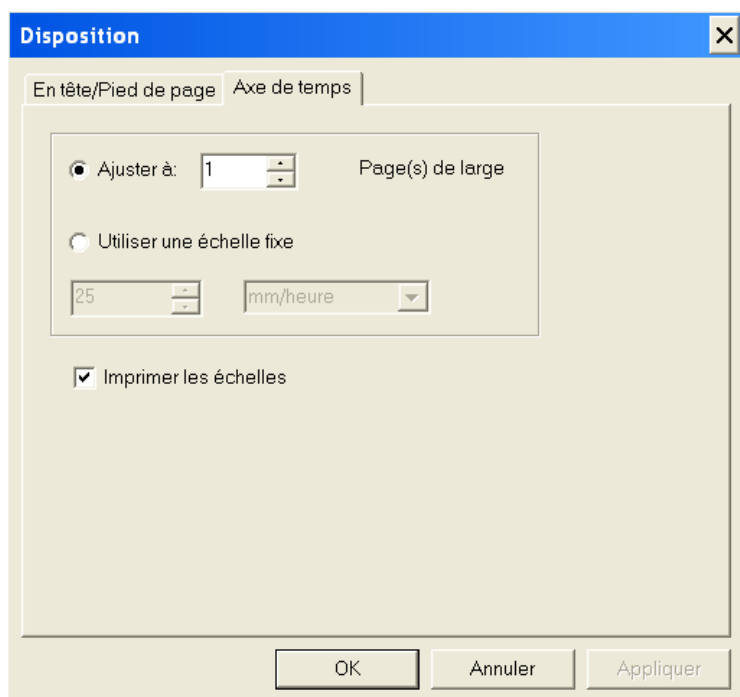 Disposition
En tête/Pied de page Axe de temps
Ajuster à: 1 Page(s) de large
Utiliser une échelle fixe
25 mm/heure
Imprimer les échelles
OK Annuler Appliquer